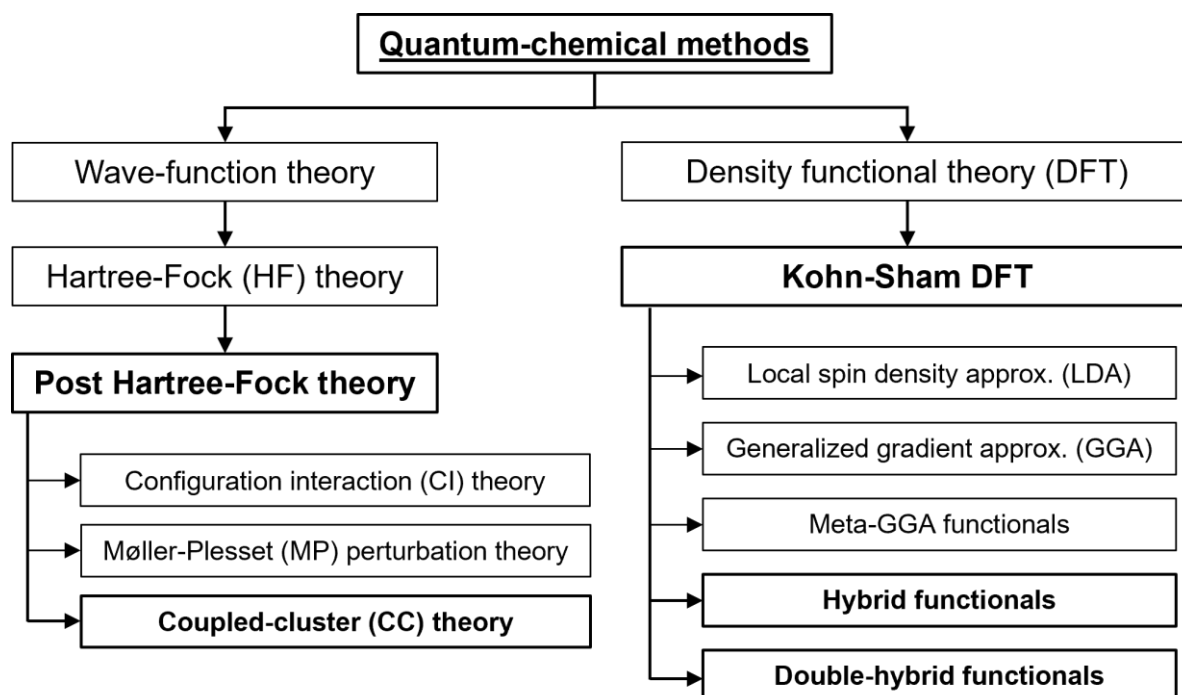 Quantum-chemical methods
Wave-function theory
Density functional theory (DFT)
Hartree-Fock (HF) theory
Kohn-Sham DFT
Post Hartree-Fock theory
Local spin density approx. (LDA)
Generalized gradient approx. (GGA)
Configuration interaction (CI) theory
Meta-GGA functionals
Møller-Plesset (MP) perturbation theory
Hybrid functionals
Coupled-cluster (CC) theory
Double-hybrid functionals